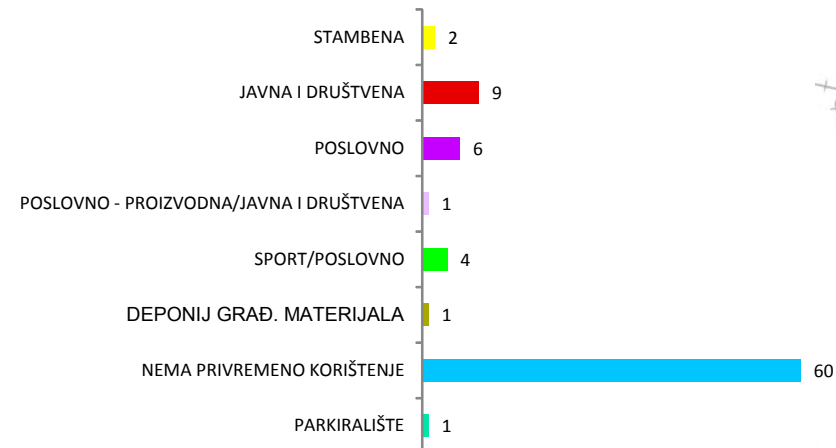 STAMBENA 2
JAVNA I DRUŠTVENA 9
POSLOVNO 6
POSLOVNO - PROIZVODNA/JAVNA I DRUŠTVENA 1
SPORT/POSLOVNO 4
DEPONIJ GRAĐ. MATERIJALA 1
NEMA PRIVREMENO KORIŠTENJE 60
PARKIRALIŠTE 1